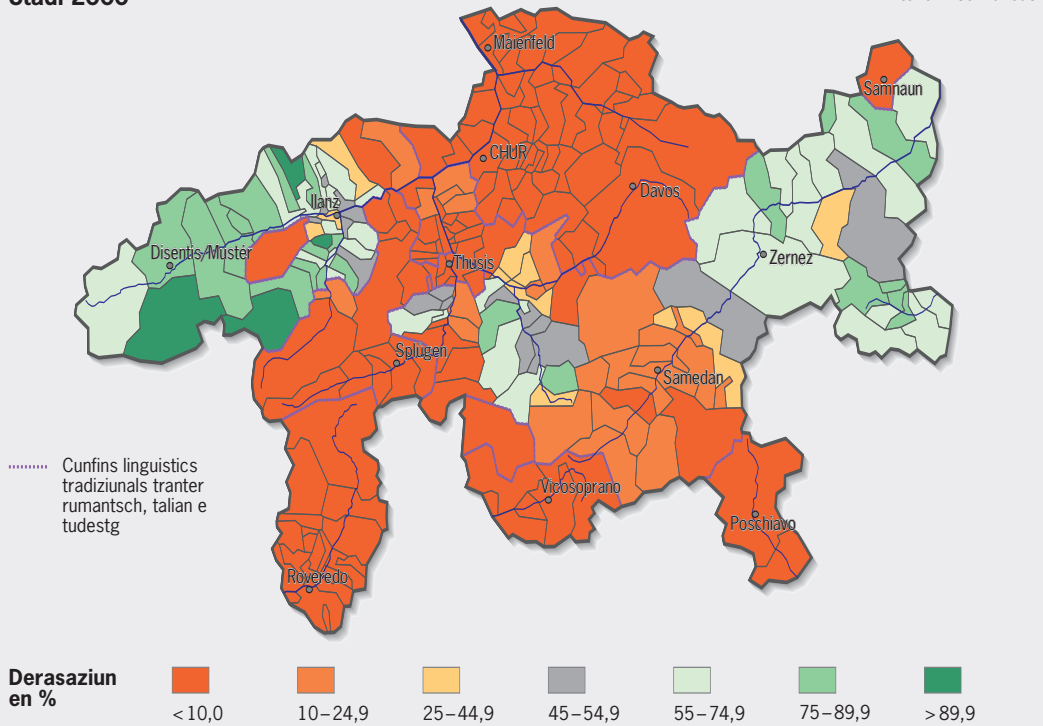 Maienfeld
Samnaun
CHUR
Davos
Ilanz
Disentis/Mustér
Thusis
Zernez
Splügen
Samedan
Cunfins linguistics
tradiziunals tranter
rumantsch, talian e
tudestg
Vicosoprano
Poschiavo
Roveredo
Derasaziun
en %
<10,0
10–24,9
25–44,9
45–54,9
55–74,9
75–89,9
>89,9